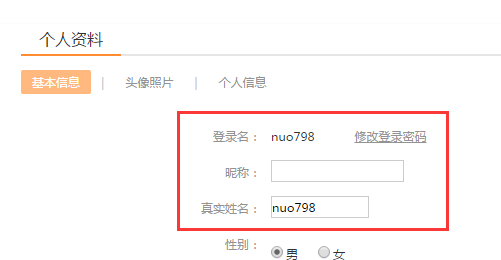 个人资料
基本信息 | 头像照片 | 个人信息
登录名： nuo798 修改登录密码
昵称：
真实姓名： nuo798
性别： 男 女